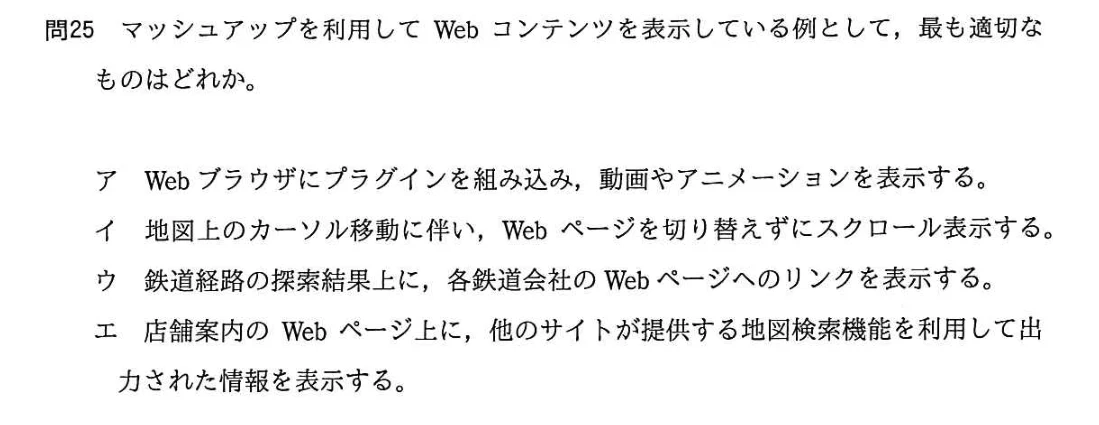 問25 マッシュアップを利用して Web コンテンツを表示している例として，最も適切な
ものはどれか。
ア Web ブラウザにプラグインを組み込み，動画やアニメーションを表示する。
イ 地図上のカーソル移動に伴い，Web ページを切り替えずにスクロール表示する。
ウ 鉄道経路の探索結果上に，各鉄道会社の Web ページへのリンクを表示する。
エ 店舗案内の Web ページ上に，他のサイトが提供する地図検索機能を利用して出
力された情報を表示する。